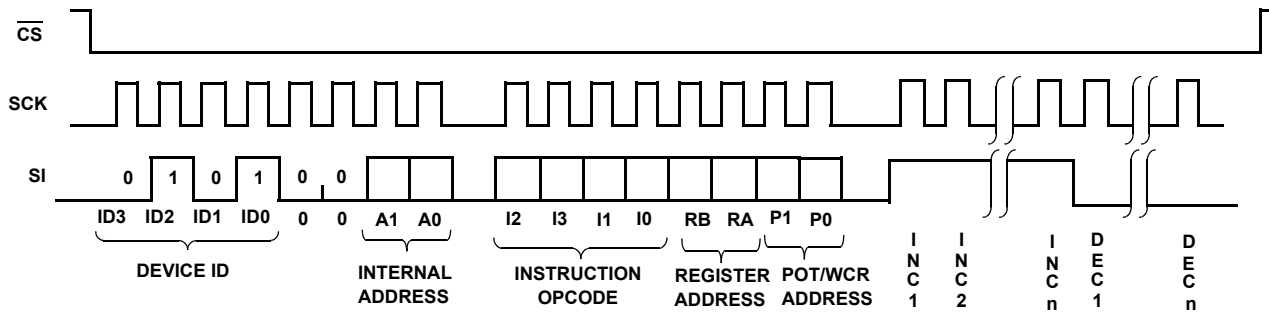 CS
SCK
SI
0 1 0 1 0 0
ID3 ID2 ID1 ID0 0 0 A1 A0 I2 I3 I1 I0 RB RA P1 P0
DEVICE ID
INTERNAL
ADDRESS
INSTRUCTION
OPCODE
REGISTER
ADDRESS
POT/WCR
ADDRESS
INC1
INC2
INCn
DEC1
DECn